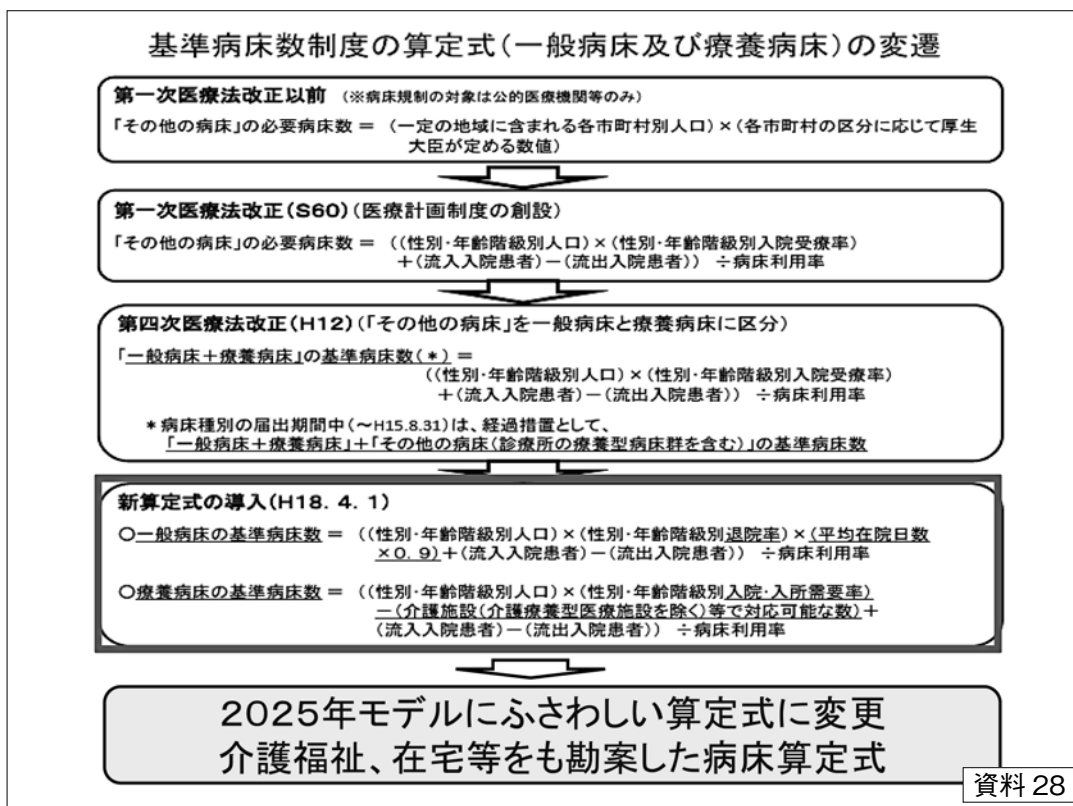 基準病床数制度の算定式(一般病床及び療養病床)の変遷
第一次医療法改正以前 (※病床規制の対象は公的医療機関等のみ)
「その他の病床」の必要病床数 = (一定の地域に含まれる各市町村別人口)×(各市町村の区分に応じて厚生
大臣が定める数値)
第一次医療法改正(S60)(医療計画制度の創設)
「その他の病床」の必要病床数 = ((性別・年齢階級別人口)×(性別・年齢階級別入院受療率)
+(流入入院患者)-(流出入院患者)) ÷病床利用率
第四次医療法改正(H12)(「その他の病床」を一般病床と療養病床に区分)
「一般病床+療養病床」の基準病床数(*) =
((性別・年齢階級別人口)×(性別・年齢階級別入院受療率)
+(流入入院患者)-(流出入院患者)) ÷病床利用率
*病床種別の届出期間中(~H15.8.31)は、経過措置として、
「一般病床+療養病床」+「その他の病床(診療所の療養型病床群を含む)」の基準病床数
新算定式の導入(H18.4.1)
○一般病床の基準病床数 = ((性別・年齢階級別人口)×(性別・年齢階級別退院率)×(平均在院日数
×0.9)+(流入入院患者)-(流出入院患者)) ÷病床利用率
○療養病床の基準病床数 = ((性別・年齢階級別人口)×(性別・年齢階級別入院・入所需要率)
-(介護施設(介護療養型医療施設を除く)等で対応可能な数)+
(流入入院患者)-(流出入院患者)) ÷病床利用率
2025年モデルにふさわしい算定式に変更
介護福祉、在宅等をも勘案した病床算定式
資料 28